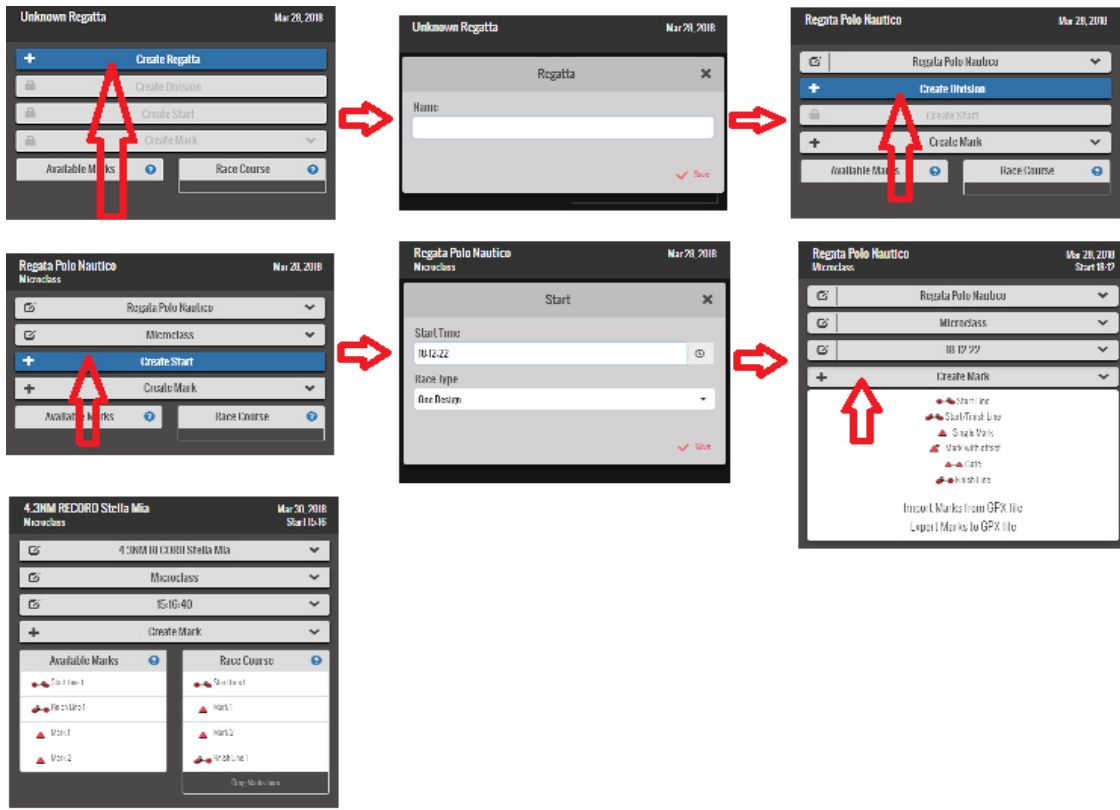 Unknown Regatta
Mar 28, 2018
Create Regatta
Create Division
Create Start
Create Mark
Available Marks
Race Course
Unknown Regatta
Mar 28, 2018
Regatta
Name
Save
Regata Polo Nautico
Mar 28, 2018
Regata Polo Nautico
Create Division
Create Start
Create Mark
Available Marks
Race Course
Regata Polo Nautico
Mar 28, 2018
Microclass
Regata Polo Nautico
Microclass
Create Start
Create Mark
Available Marks
Race Course
Regata Polo Nautico
Mar 28, 2018
Microclass
Start
Start Time
18:12:22
Race Type
One Design
Save
Regata Polo Nautico
Mar 28, 2018
Microclass
Start 18:12
Regata Polo Nautico
Microclass
18:12:22
Create Mark
Start Line
Start/Finish Line
Single Mark
Mark with offset
Gate
Finish Line
Import Marks from GPX file
Export Marks to GPX file
4.3NM RECORD Stella Mia
Mar 30, 2018
Microclass
Start 15:16
4.3NM RECORD Stella Mia
Microclass
15:16:40
Create Mark
Available Marks
Race Course
Start Line 1
Start Line 1
Finish Line 1
Mark 1
Mark 1
Mark 2
Mark 2
Finish Line 1
Drag Marks here